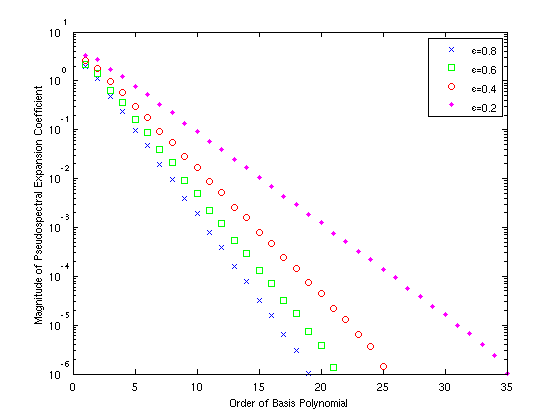 10^1
10^0
10^-1
10^-2
10^-3
10^-4
10^-5
10^-6
Magnitude of Pseudospectral Expansion Coefficient
ε=0.8
ε=0.6
ε=0.4
ε=0.2
0 5 10 15 20 25 30 35
Order of Basis Polynomial